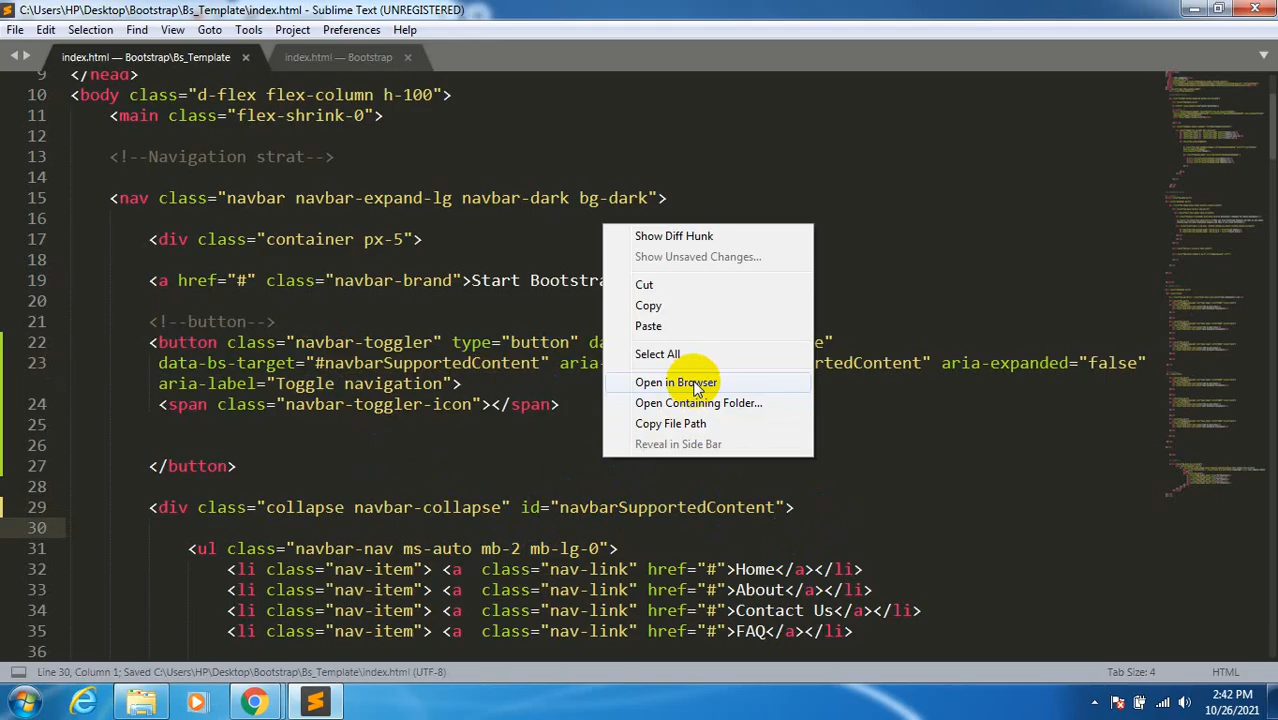 C:\Users\HP\Desktop\Bootstrap\Bs_Template\index.html - Sublime Text (UNREGISTERED)
File Edit Selection Find View Goto Tools Project Preferences Help
index.html — Bootstrap\Bs_Template index.html — Bootstrap
9 </head>
10 <body class="d-flex flex-column h-100">
11 <main class="flex-shrink-0">
12
13 <!--Navigation strat-->
14
15 <nav class="navbar navbar-expand-lg navbar-dark bg-dark">
16
17 <div class="container px-5">
18
19 <a href="#" class="navbar-brand">Start Bootstra
20
21 <!--button-->
22 <button class="navbar-toggler" type="button" da e"
23 data-bs-target="#navbarSupportedContent" aria- rtedContent" aria-expanded="false"
aria-label="Toggle navigation">
24 <span class="navbar-toggler-icon"></span>
25
26
27 </button>
28
29 <div class="collapse navbar-collapse" id="navbarSupportedContent">
30
31 <ul class="navbar-nav ms-auto mb-2 mb-lg-0">
32 <li class="nav-item"> <a  class="nav-link" href="#">Home</a></li>
33 <li class="nav-item"> <a  class="nav-link" href="#">About</a></li>
34 <li class="nav-item"> <a  class="nav-link" href="#">Contact Us</a></li>
35 <li class="nav-item"> <a  class="nav-link" href="#">FAQ</a></li>
36
Show Diff Hunk
Show Unsaved Changes...
Cut
Copy
Paste
Select All
Open in Browser
Open Containing Folder...
Copy File Path
Reveal in Side Bar
Line 30, Column 1; Saved C:\Users\HP\Desktop\Bootstrap\Bs_Template\index.html (UTF-8) Tab Size: 4 HTML
2:42 PM
10/26/2021